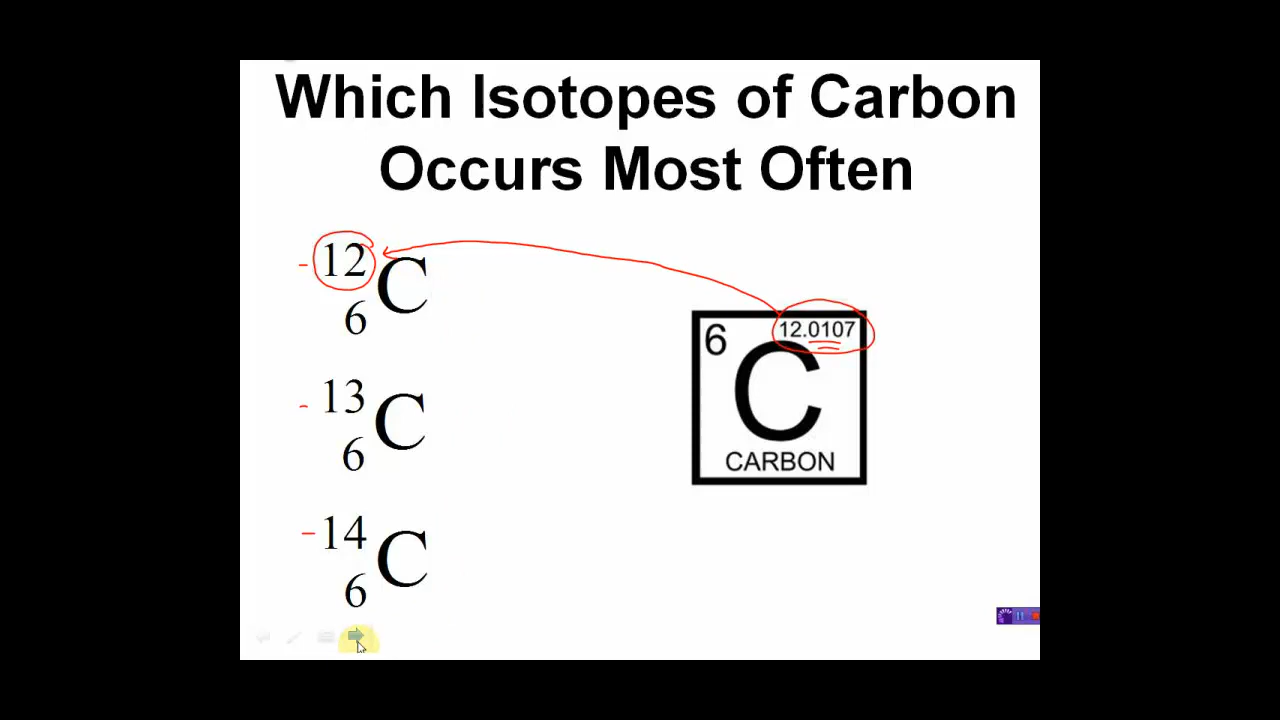 Which Isotopes of Carbon
Occurs Most Often
12
6 C
13
6 C
14
6 C
6 12.0107
C
CARBON